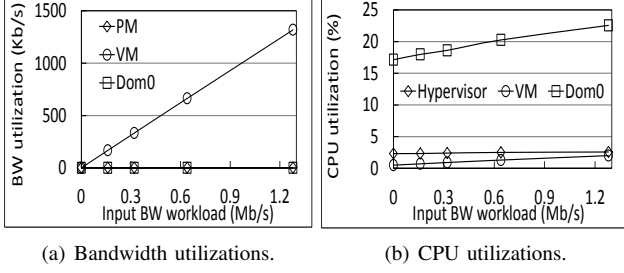 BW utilization (Kb/s)
1500
1000
500
0
PM
VM
Dom0
0 0.3 0.6 0.9 1.2
Input BW workload (Mb/s)
(a) Bandwidth utilizations.
CPU utilization (%)
25
20
15
10
5
0
Hypervisor VM Dom0
0 0.3 0.6 0.9 1.2
Input BW workload (Mb/s)
(b) CPU utilizations.